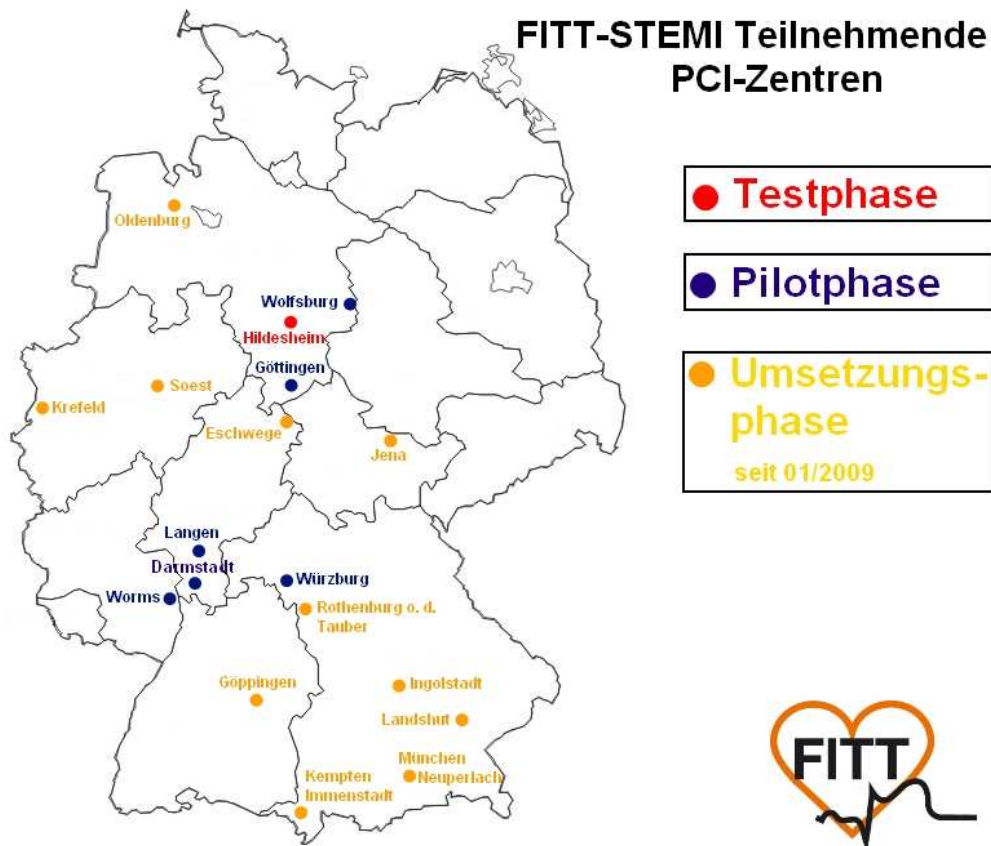 FITT-STEMI Teilnehmende
PCI-Zentren
Testphase
Pilotphase
Umsetzungs-
phase
seit 01/2009
Oldenburg
Wolfsburg
Hildesheim
Göttingen
Soest
Krefeld
Eschwege
Jena
Langen
Darmstadt
Worms
Würzburg
Rothenburg o. d.
Tauber
Göppingen
Ingolstadt
Landshut
München
Neuperlach
Kempten
Immenstadt
FITT